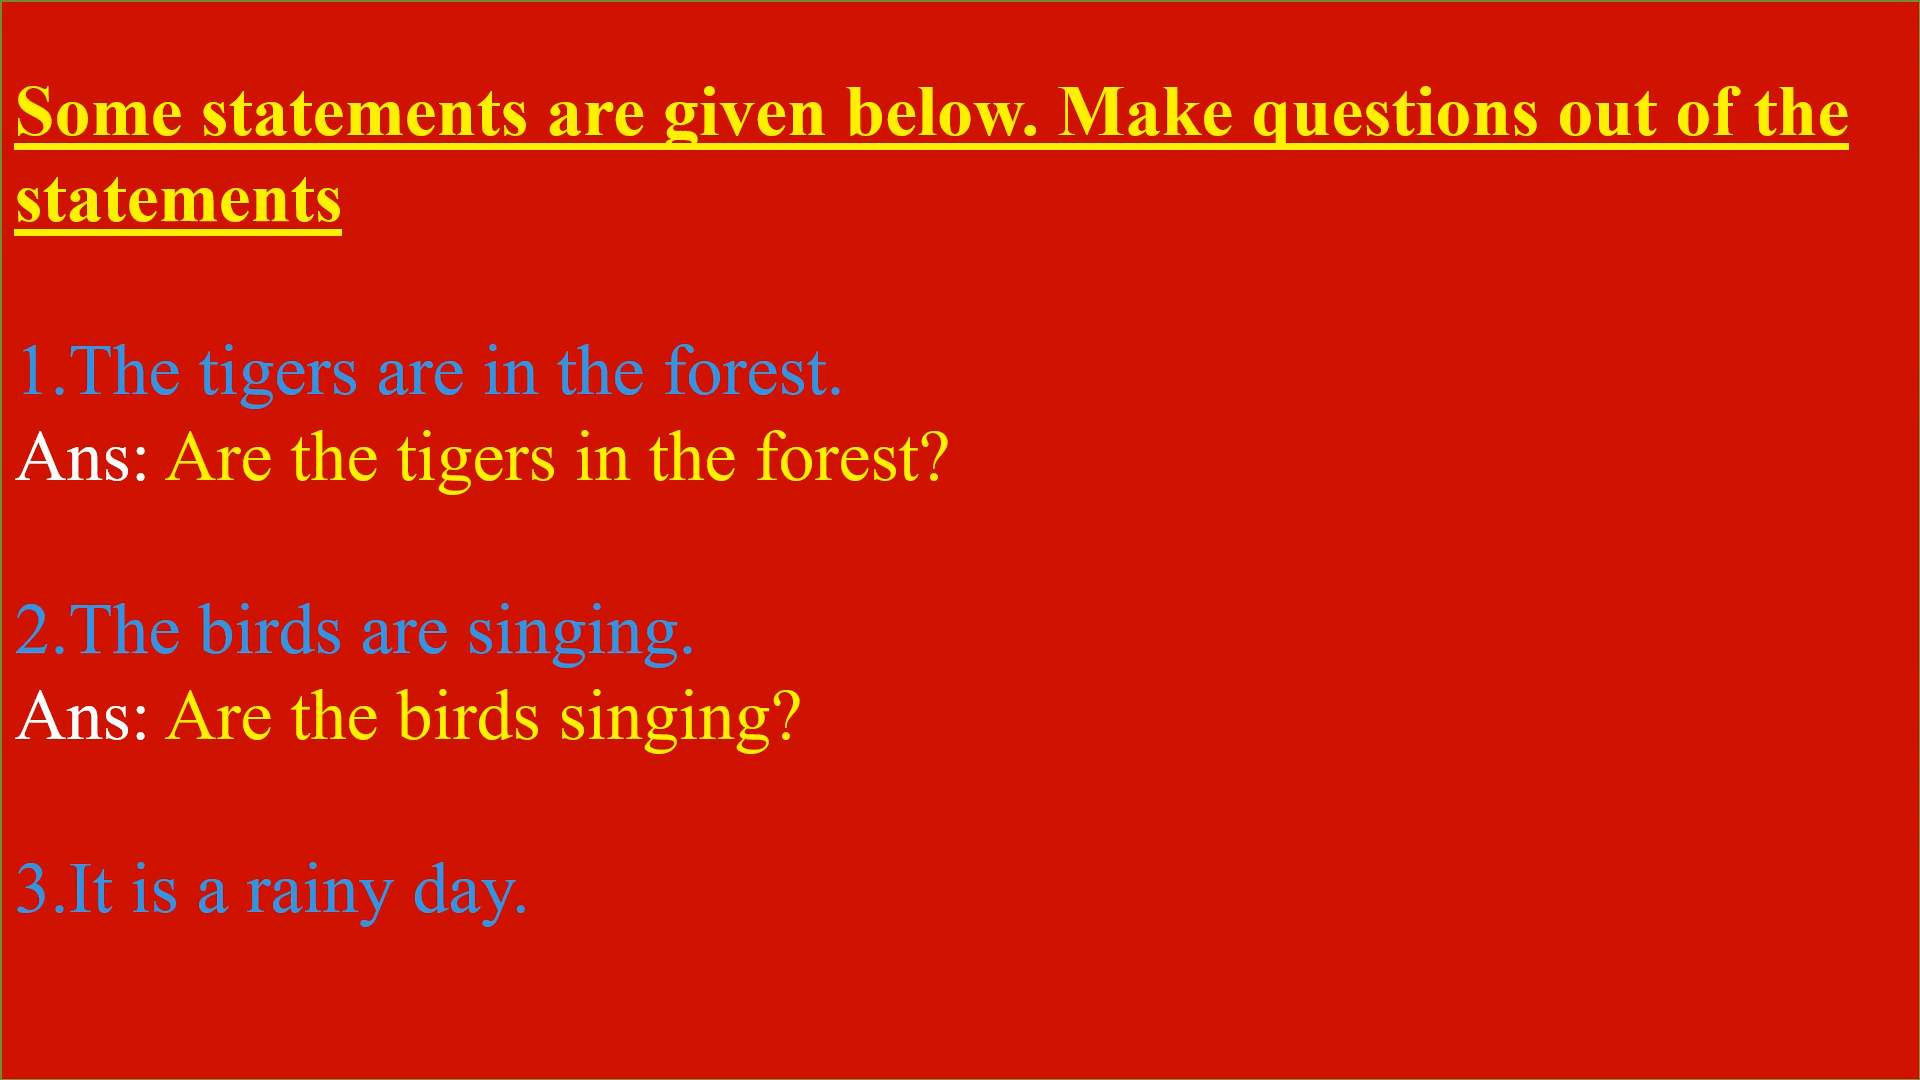 Some statements are given below. Make questions out of the
statements
1.The tigers are in the forest.
Ans: Are the tigers in the forest?
2.The birds are singing.
Ans: Are the birds singing?
3.It is a rainy day.